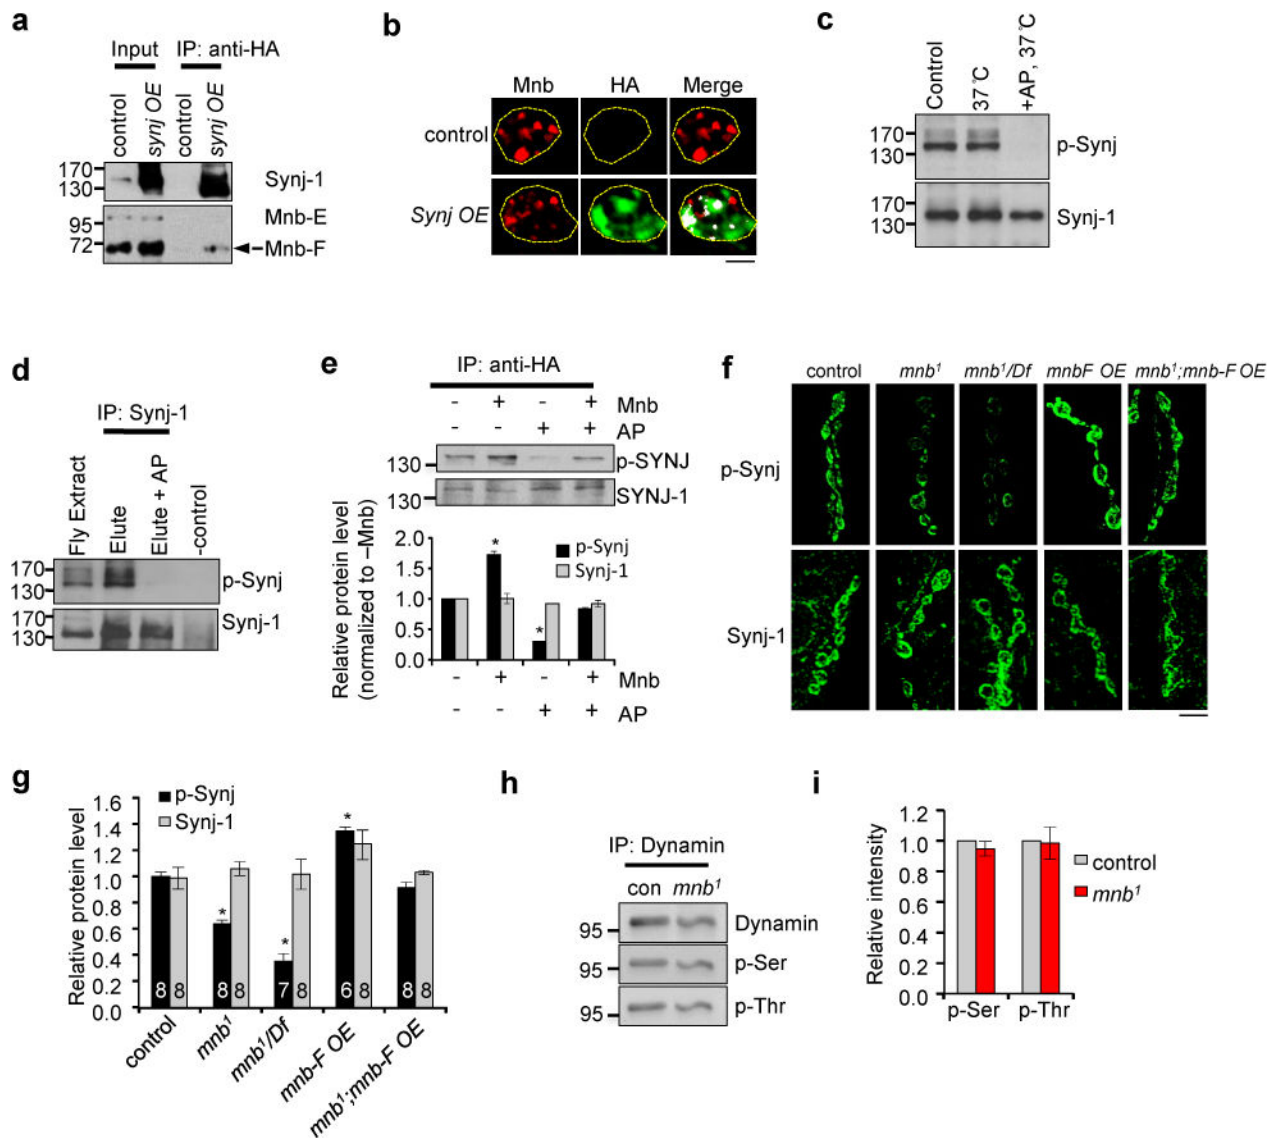 a
Input IP: anti-HA
control
synj OE
control
synj OE
170
130
Synj-1
Mnb-E
95
72
Mnb-F
b
Mnb HA Merge
control
Synj OE
c
Control
37℃
+AP, 37℃
170
130
p-Synj
170
130
Synj-1
d
IP: Synj-1
Fly Extract
Elute
Elute + AP
-control
170
130
p-Synj
170
130
Synj-1
e
IP: anti-HA
- + - + Mnb
- - + + AP
130
p-SYNJ
130
SYNJ-1
Relative protein level
(normalized to –Mnb)
2.0
1.5
1.0
0.5
0.0
p-Synj
Synj-1
*
*
- + - + Mnb
- - + + AP
f
control mnb¹ mnb¹/Df mnbF OE mnb¹;mnb-F OE
p-Synj
Synj-1
g
Relative protein level
1.6
1.4
1.2
1.0
0.8
0.6
0.4
0.2
0.0
p-Synj
Synj-1
*
*
*
8 8 8 8 7 8 6 8 8 8
control
mnb¹
mnb¹/Df
mnb-F OE
mnb¹;mnb-F OE
h
IP: Dynamin
con mnb¹
95
Dynamin
95
p-Ser
95
p-Thr
i
Relative intensity
1.2
1.0
0.8
0.6
0.4
0.2
0.0
control
mnb¹
p-Ser p-Thr